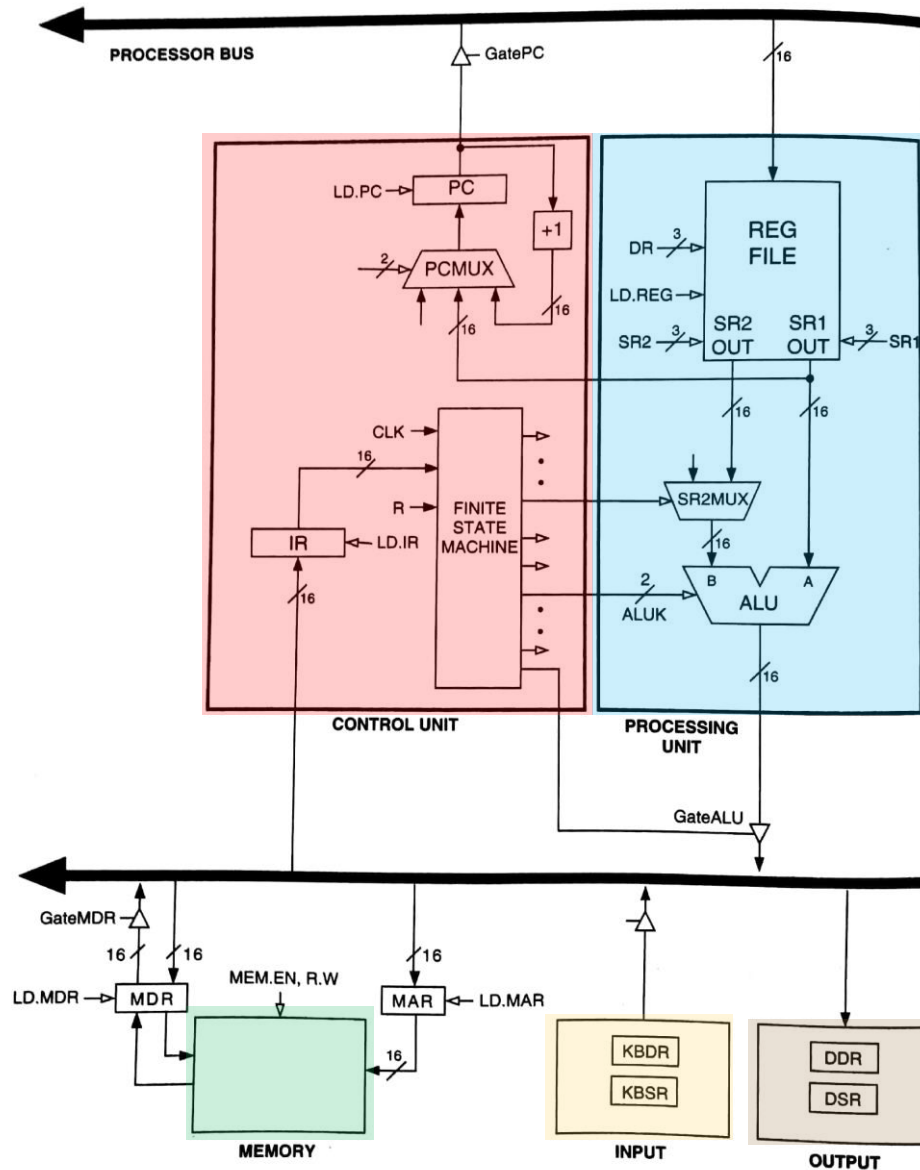 PROCESSOR BUS
GatePC
16
LD.PC
PC
+1
2
PCMUX
16
16
REG
FILE
DR
3
LD.REG
SR2
3
SR2
OUT
SR1
OUT
3
SR1
16
16
CLK
16
R
FINITE
STATE
MACHINE
IR
LD.IR
16
SR2MUX
16
B
A
ALU
2
ALUK
16
CONTROL UNIT
PROCESSING
UNIT
GateALU
GateMDR
16
16
16
LD.MDR
MDR
MEM.EN, R.W
MAR
LD.MAR
16
KBDR
KBSR
DDR
DSR
MEMORY
INPUT
OUTPUT